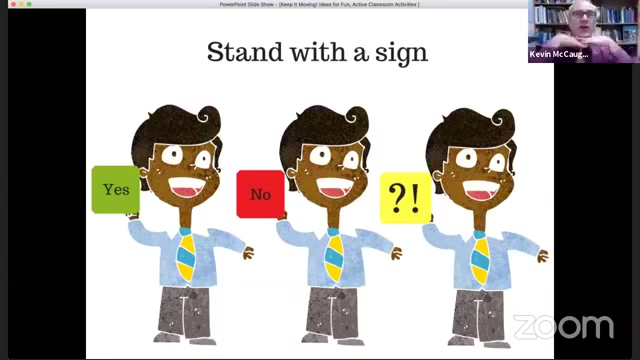 PowerPoint Slide Show - [Keep It Moving! Ideas for Fun, Active Classroom Activities ]
Kevin McCaug...
Stand with a sign
Yes
No
?!
zoom